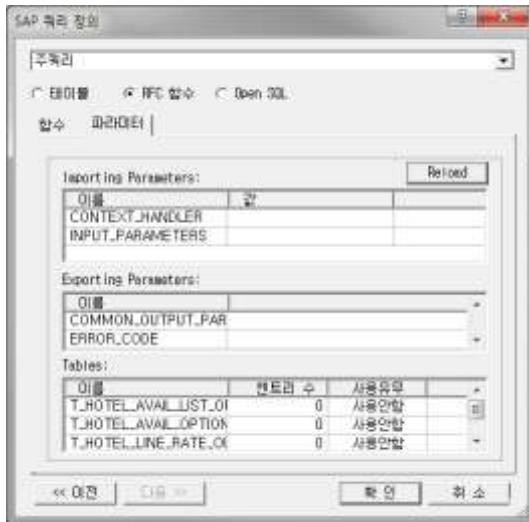 SAP 쿼리 정의
주쿼리
테이블 RFC 함수 Open SQL
함수 파라미터
Importing Parameters: Reload
이름 값
CONTEXT_HANDLER
INPUT_PARAMETERS
Exporting Parameters:
이름
COMMON_OUTPUT_PAR
ERROR_CODE
Tables:
이름 엔트리 수 사용유무
T_HOTEL_AVAIL_LIST_O 0 사용안함
T_HOTEL_AVAIL_OPTION 0 사용안함
T_HOTEL_LINE_RATE_O 0 사용안함
<< 이전 다음 >> 확 인 취 소